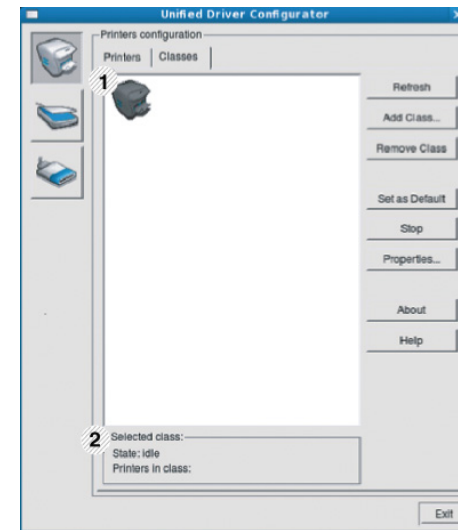 Unified Driver Configurator
Printers configuration
Printers
Classes
1
Refresh
Add Class...
Remove Class
Set as Default
Stop
Properties...
About
Help
2
Selected class:
State: idle
Printers in class:
Exit